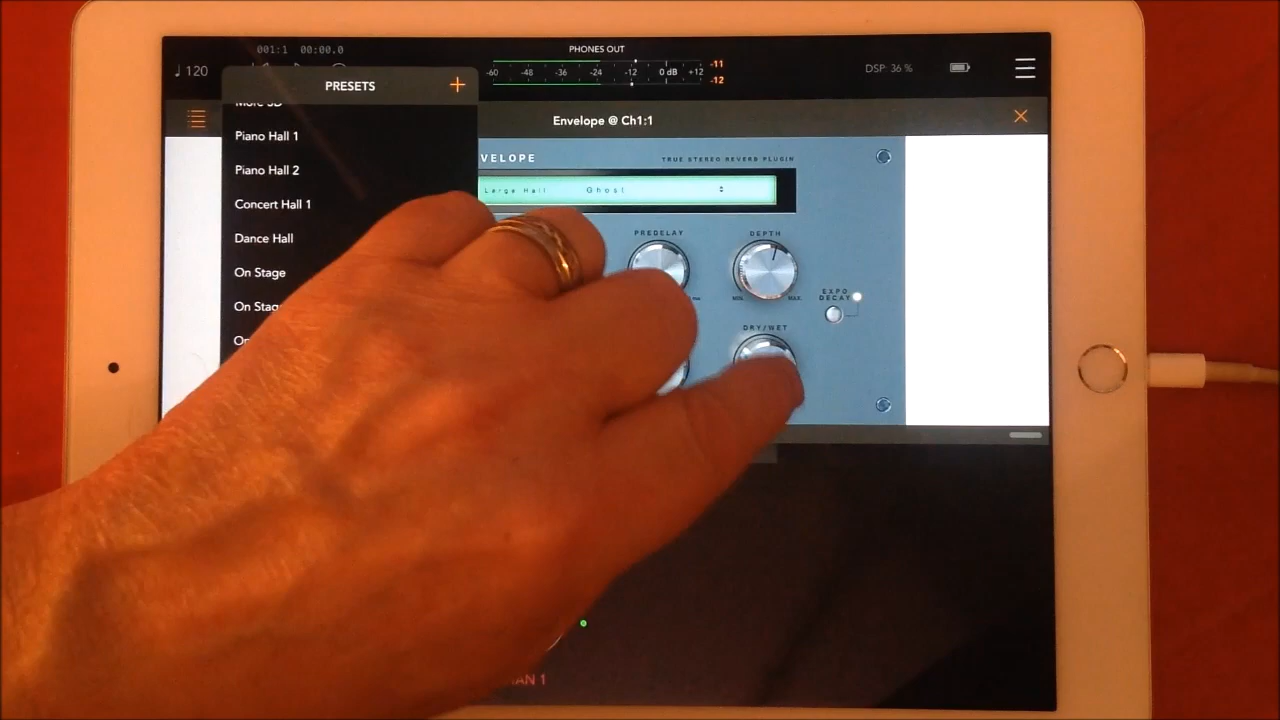 001:1 00:00.0
PHONES OUT
♩120
-60 -48 -36 -24 -12 0 dB +12
-11
-12
DSP: 36 %
PRESETS +
More 3D
Envelope @ Ch1:1
Piano Hall 1
Piano Hall 2
Concert Hall 1
Dance Hall
On Stage
VELOPE
TRUE STEREO REVERB PLUGIN
Large Hall Ghost
PREDELAY
DEPTH
MIN. MAX.
EXPO
DECAY
DRY/WET